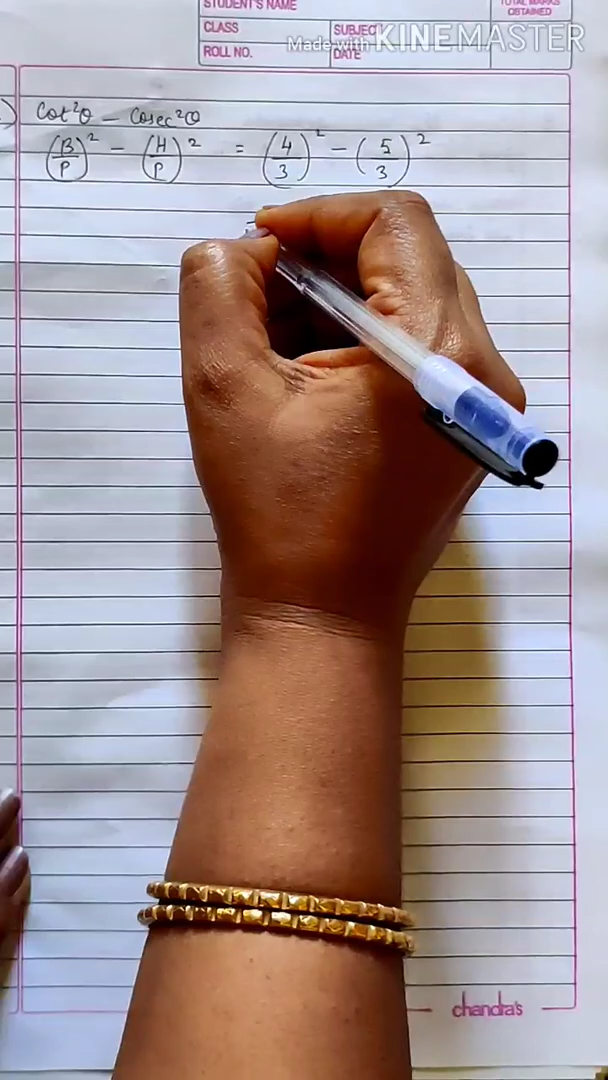 STUDENT'S NAME
TOTAL MARKS
OBTAINED
CLASS
SUBJECT
ROLL NO.
DATE
Made with KINEMASTER
) Cot²θ - Cosec²θ
(B/P)² - (H/P)² = (4/3)² - (5/3)²
chandra's